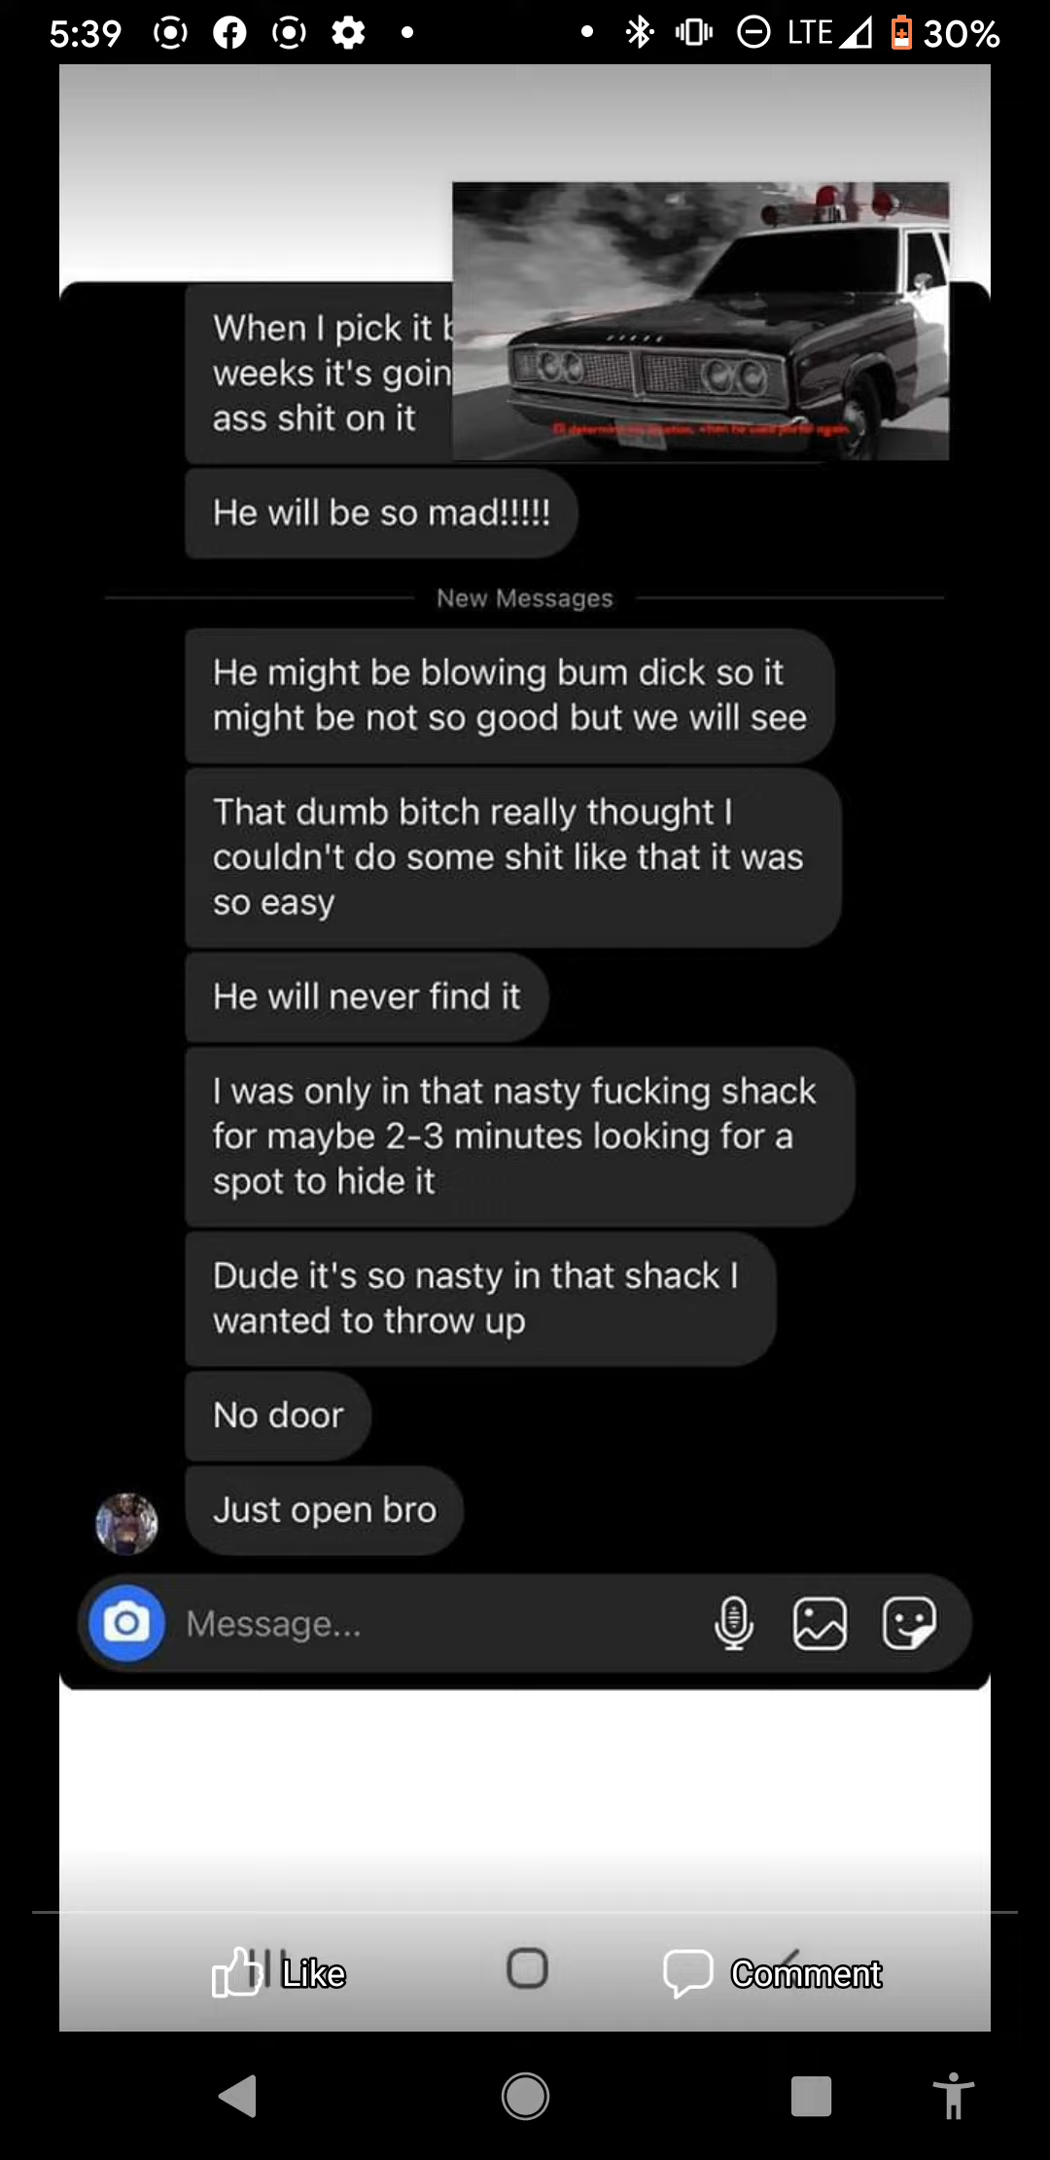 5:39
LTE
30%
When I pick it
weeks it's goin
ass shit on it
He will be so mad!!!!!
New Messages
He might be blowing bum dick so it
might be not so good but we will see
That dumb bitch really thought I
couldn't do some shit like that it was
so easy
He will never find it
I was only in that nasty fucking shack
for maybe 2-3 minutes looking for a
spot to hide it
Dude it's so nasty in that shack I
wanted to throw up
No door
Just open bro
Message...
Like
Comment